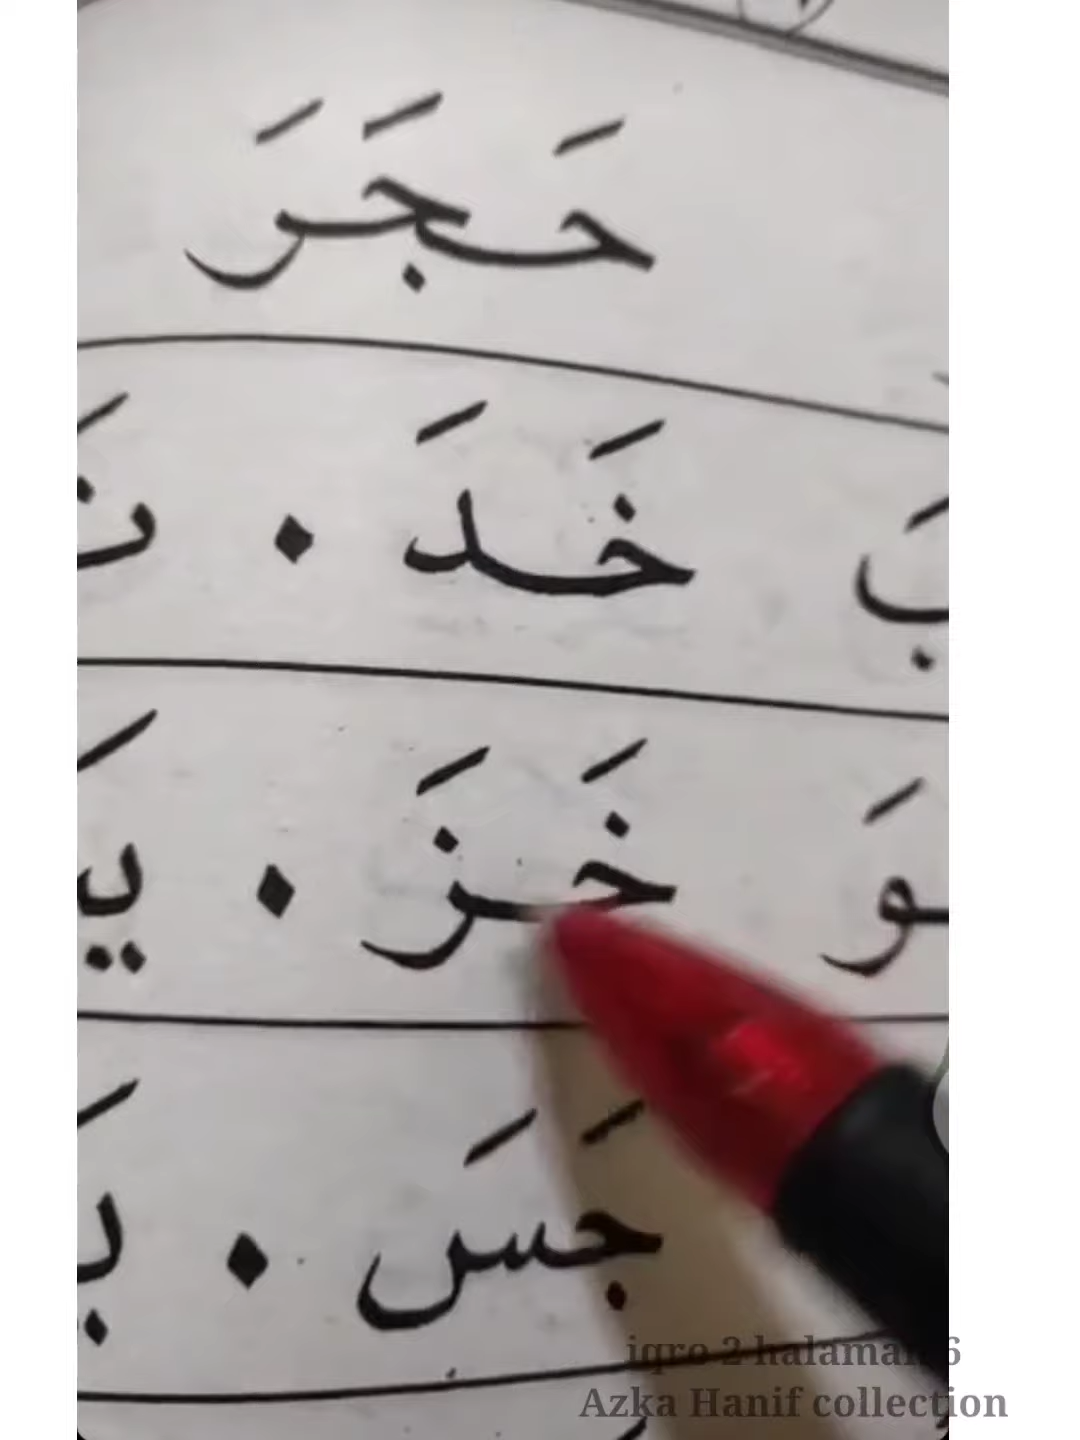 حَجَرَ
بَ خَدَ .
وَ خَزَ .
جَسَ .
iqro 2 halaman 6
Azka Hanif collection